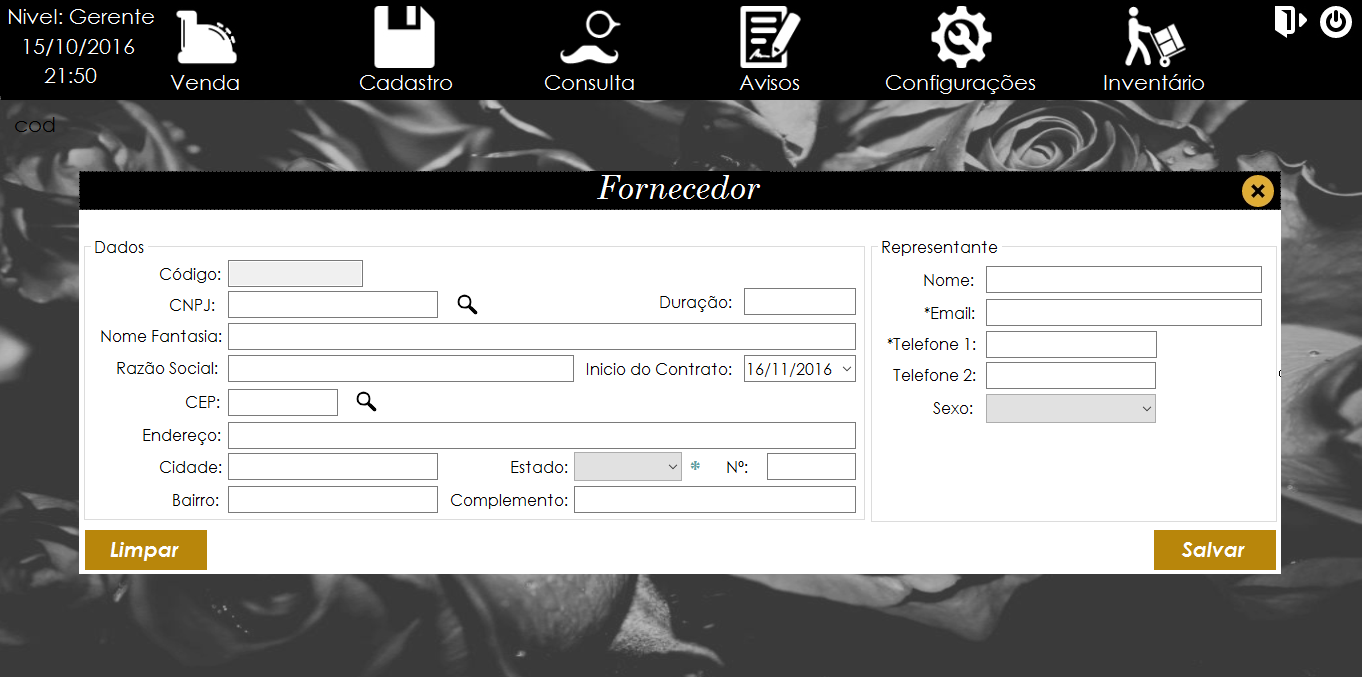 Nivel: Gerente
15/10/2016
21:50
Venda
Cadastro
Consulta
Avisos
Configurações
Inventário
cod
Fornecedor
Dados
Código:
CNPJ:
Duração:
Nome Fantasia:
Razão Social:
Inicio do Contrato: 16/11/2016
CEP:
Endereço:
Cidade:
Estado:
*
Nº:
Bairro:
Complemento:
Representante
Nome:
*Email:
*Telefone 1:
Telefone 2:
Sexo:
Limpar
Salvar